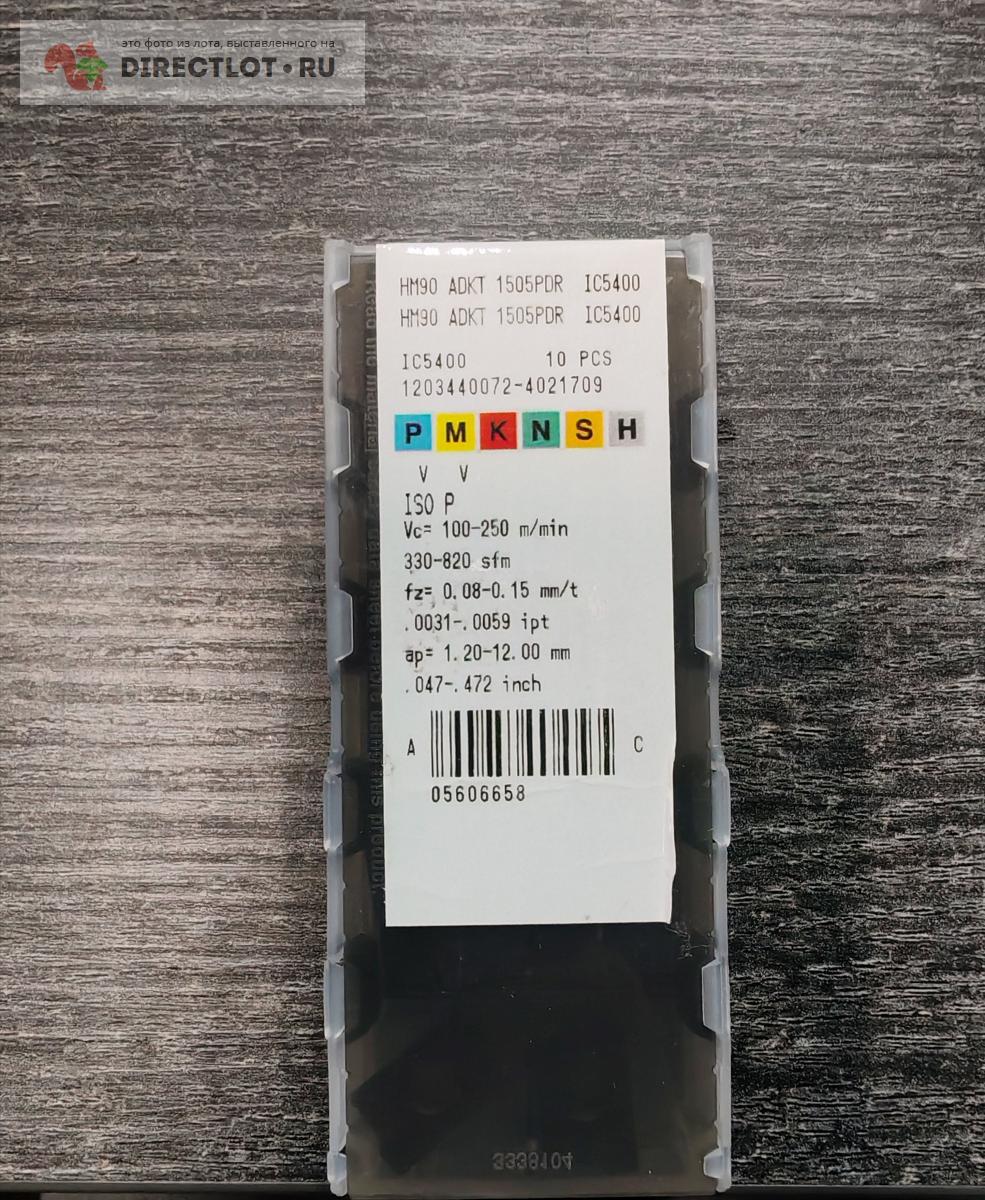 это фото из лота, выставленного на
DIRECTLOT•RU
HM90 ADKT 1505PDR IC5400
HM90 ADKT 1505PDR IC5400
IC5400 10 PCS
1203440072-4021709
P M K N S H
V V
ISO P
Vc= 100-250 m/min
330-820 sfm
fz= 0.08-0.15 mm/t
.0031-.0059 ipt
ap= 1.20-12.00 mm
.047-.472 inch
A C
05606658
3338104